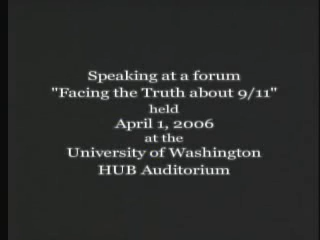 Speaking at a forum
"Facing the Truth about 9/11"
held
April 1, 2006
at the
University of Washington
HUB Auditorium